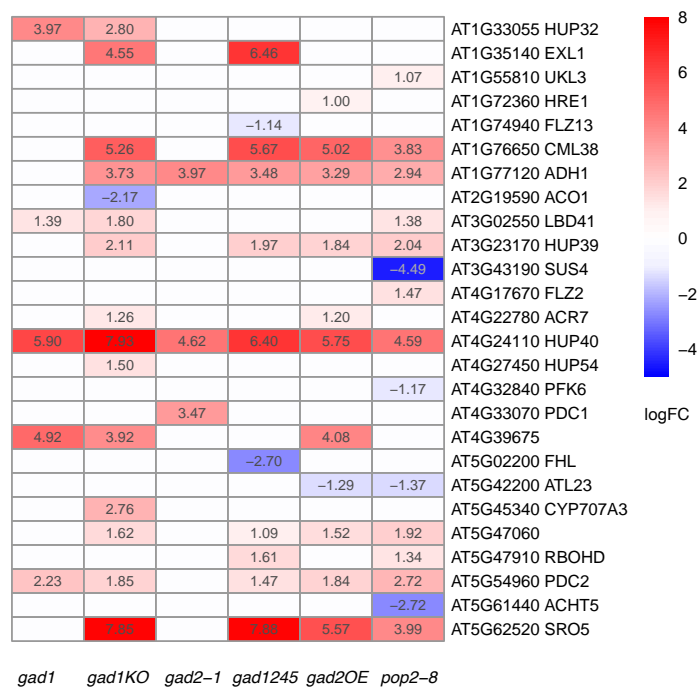 3.97 2.80 AT1G33055 HUP32
4.55 6.46 AT1G35140 EXL1
1.07 AT1G55810 UKL3
1.00 AT1G72360 HRE1
−1.14 AT1G74940 FLZ13
5.26 5.67 5.02 3.83 AT1G76650 CML38
3.73 3.97 3.48 3.29 2.94 AT1G77120 ADH1
−2.17 AT2G19590 ACO1
1.39 1.80 1.38 AT3G02550 LBD41
2.11 1.97 1.84 2.04 AT3G23170 HUP39
−4.49 AT3G43190 SUS4
1.47 AT4G17670 FLZ2
1.26 1.20 AT4G22780 ACR7
5.90 7.93 4.62 6.40 5.75 4.59 AT4G24110 HUP40
1.50 AT4G27450 HUP54
−1.17 AT4G32840 PFK6
3.47 AT4G33070 PDC1
4.92 3.92 4.08 AT4G39675
−2.70 AT5G02200 FHL
−1.29 −1.37 AT5G42200 ATL23
2.76 AT5G45340 CYP707A3
1.62 1.09 1.52 1.92 AT5G47060
1.61 1.34 AT5G47910 RBOHD
2.23 1.85 1.47 1.84 2.72 AT5G54960 PDC2
−2.72 AT5G61440 ACHT5
5.57 3.99 AT5G62520 SRO5
gad1 gad1KO gad2−1 gad1245 gad2OE pop2−8
8
6
4
2
0
−2
−4
logFC